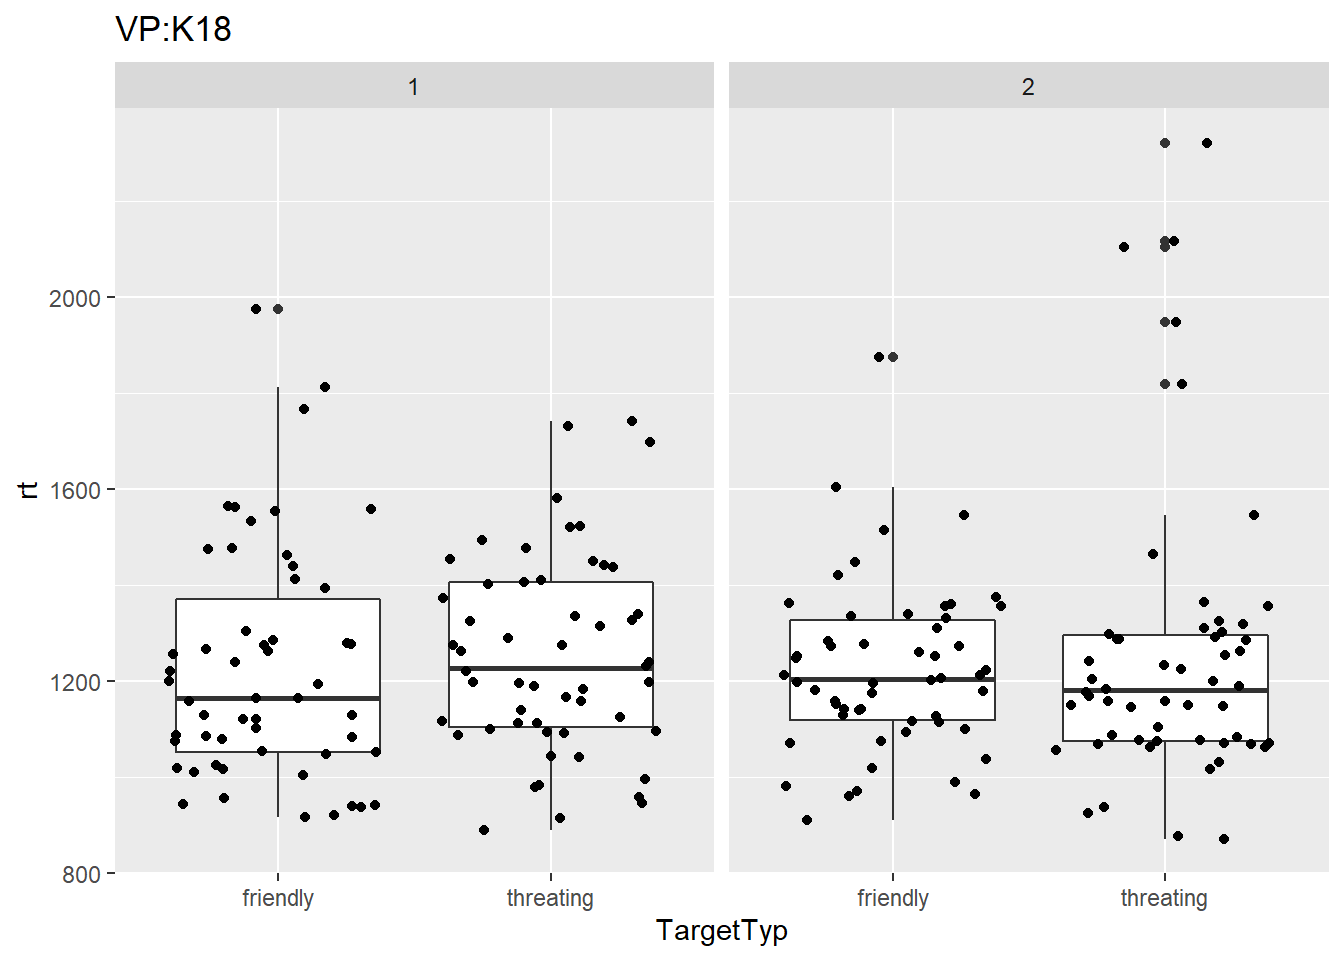 VP:K18
1
2
rt
2000
1600
1200
800
friendly
threating
friendly
threating
TargetTyp